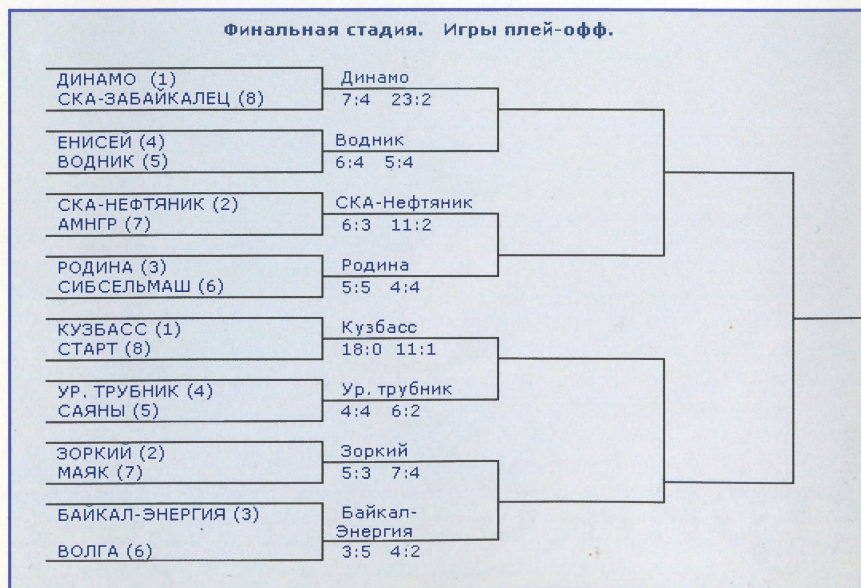 Финальная стадия. Игры плей-офф.
ДИНАМО (1)
СКА-ЗАБАЙКАЛЕЦ (8)
Динамо
7:4 23:2
ЕНИСЕЙ (4)
ВОДНИК (5)
Водник
6:4 5:4
СКА-НЕФТЯНИК (2)
АМНГР (7)
СКА-Нефтяник
6:3 11:2
РОДИНА (3)
СИБСЕЛЬМАШ (6)
Родина
5:5 4:4
КУЗБАСС (1)
СТАРТ (8)
Кузбасс
18:0 11:1
УР. ТРУБНИК (4)
САЯНЫ (5)
Ур. трубник
4:4 6:2
ЗОРКИЙ (2)
МАЯК (7)
Зоркий
5:3 7:4
БАЙКАЛ-ЭНЕРГИЯ (3)
ВОЛГА (6)
Байкал-
Энергия
3:5 4:2